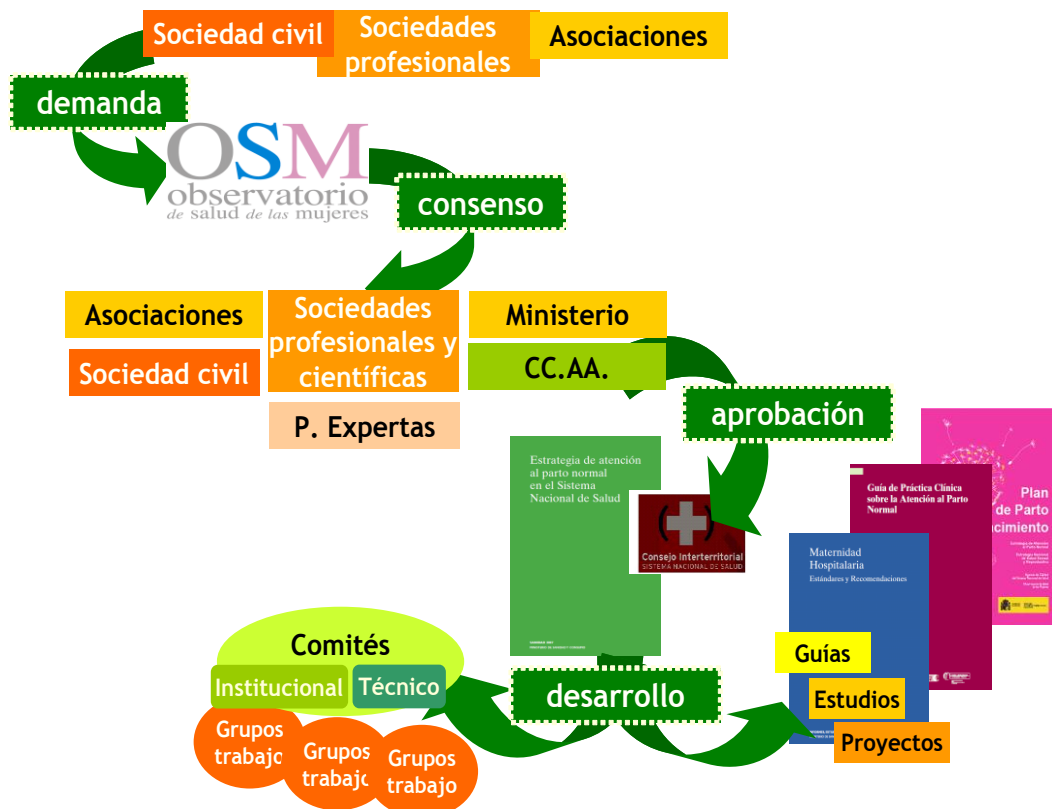 Sociedad civil
Sociedades
profesionales
Asociaciones
demanda
OSM
observatorio
de salud de las mujeres
consenso
Asociaciones
Sociedades
profesionales y
científicas
Ministerio
Sociedad civil
CC.AA.
P. Expertas
aprobación
Estrategia de atención
al parto normal
en el Sistema
Nacional de Salud
Consejo Interterritorial
SISTEMA NACIONAL DE SALUD
Guía de Práctica Clínica
sobre la Atención al Parto
Normal
Plan
de Parto
cimiento
Maternidad
Hospitalaria
Estándares y Recomendaciones
Comités
Institucional
Técnico
Grupos
trabajo
Grupos
trabajo
Grupos
trabajo
desarrollo
Guías
Estudios
Proyectos